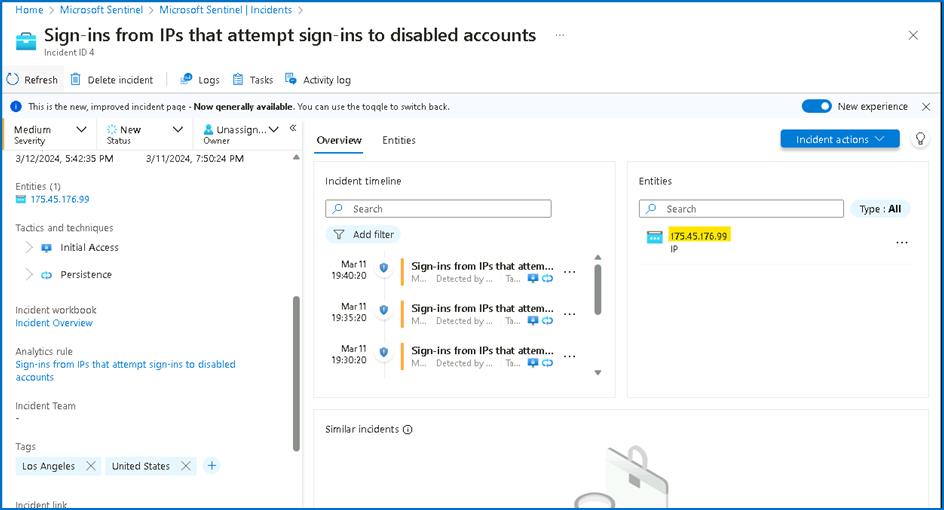 Home > Microsoft Sentinel > Microsoft Sentinel | Incidents >
Sign-ins from IPs that attempt sign-ins to disabled accounts ...
Incident ID 4
Refresh Delete incident Logs Tasks Activity log
This is the new, improved incident page - Now generally available. You can use the toggle to switch back. New experience
Medium
Severity
New
Status
Unassign...
Owner
3/12/2024, 5:42:35 PM 3/11/2024, 7:50:24 PM
Entities (1)
175.45.176.99
Tactics and techniques
Initial Access
Persistence
Incident workbook
Incident Overview
Analytics rule
Sign-ins from IPs that attempt sign-ins to disabled
accounts
Incident Team
-
Tags
Los Angeles United States
Incident link
Overview Entities
Incident actions
Incident timeline
Search
Add filter
Mar 11
19:40:20
Sign-ins from IPs that attem...
M... Detected by ... Ta...
Mar 11
19:35:20
Sign-ins from IPs that attem...
M... Detected by ... Ta...
Mar 11
19:30:20
Sign-ins from IPs that attem...
M... Detected by ... Ta...
Entities
Search
Type : All
175.45.176.99
IP
Similar incidents